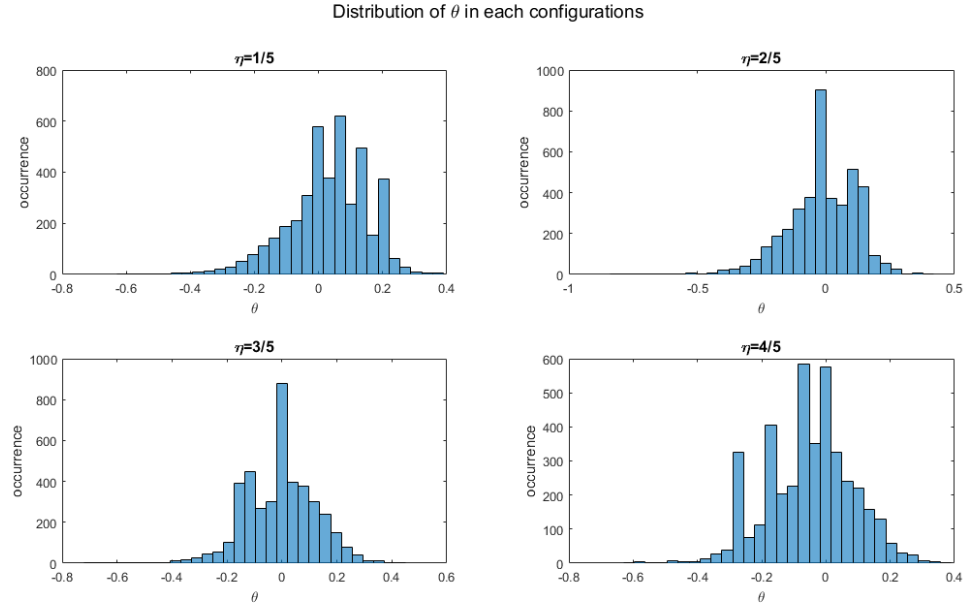 Distribution of θ in each configurations
η=1/5
800
600
400
200
0
occurrence
-0.8 -0.6 -0.4 -0.2 0 0.2 0.4
θ
η=2/5
1000
800
600
400
200
0
occurrence
-1 -0.5 0 0.5
θ
η=3/5
1000
800
600
400
200
0
occurrence
-0.8 -0.6 -0.4 -0.2 0 0.2 0.4 0.6
θ
η=4/5
600
500
400
300
200
100
0
occurrence
-0.8 -0.6 -0.4 -0.2 0 0.2 0.4
θ